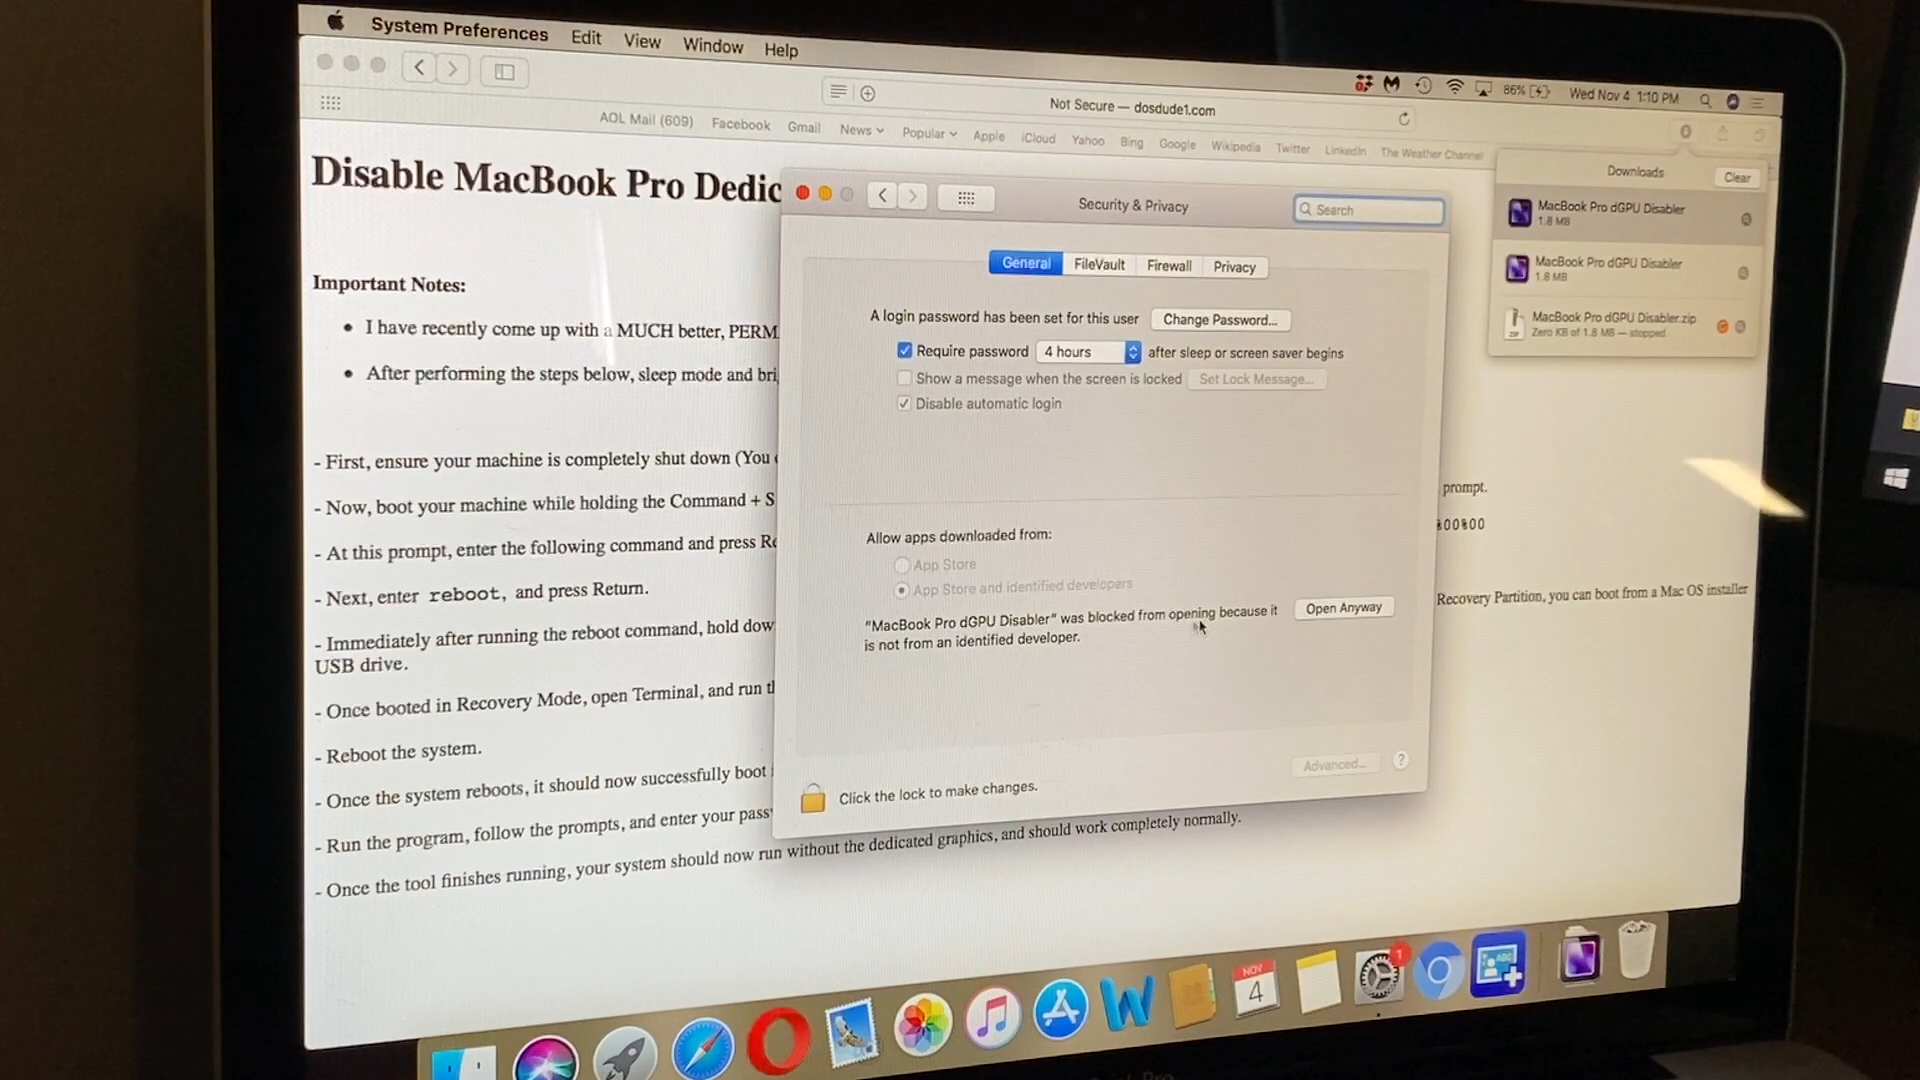 System Preferences Edit View Window Help
86% Wed Nov 4 1:10 PM
Not Secure — dosdude1.com
AOL Mail (609) Facebook Gmail News Popular Apple iCloud Yahoo Bing Google Wikipedia Twitter LinkedIn The Weather Channel
Downloads Clear
MacBook Pro dGPU Disabler
1.8 MB
MacBook Pro dGPU Disabler
1.8 MB
MacBook Pro dGPU Disabler.zip
Zero KB of 1.8 MB — stopped
Disable MacBook Pro Dedic
Important Notes:
• I have recently come up with a MUCH better, PERM
• After performing the steps below, sleep mode and bri
- First, ensure your machine is completely shut down (You
- Now, boot your machine while holding the Command + S
prompt.
- At this prompt, enter the following command and press Re
%00%00
- Next, enter reboot, and press Return.
- Immediately after running the reboot command, hold dow
Recovery Partition, you can boot from a Mac OS installer
USB drive.
- Once booted in Recovery Mode, open Terminal, and run th
- Reboot the system.
- Once the system reboots, it should now successfully boot
- Run the program, follow the prompts, and enter your pass
- Once the tool finishes running, your system should now run without the dedicated graphics, and should work completely normally.
Security & Privacy
Search
General FileVault Firewall Privacy
A login password has been set for this user Change Password...
Require password 4 hours after sleep or screen saver begins
Show a message when the screen is locked Set Lock Message...
Disable automatic login
Allow apps downloaded from:
App Store
App Store and identified developers
"MacBook Pro dGPU Disabler" was blocked from opening because it
is not from an identified developer.
Open Anyway
Advanced...
?
Click the lock to make changes.
NOV
4
1